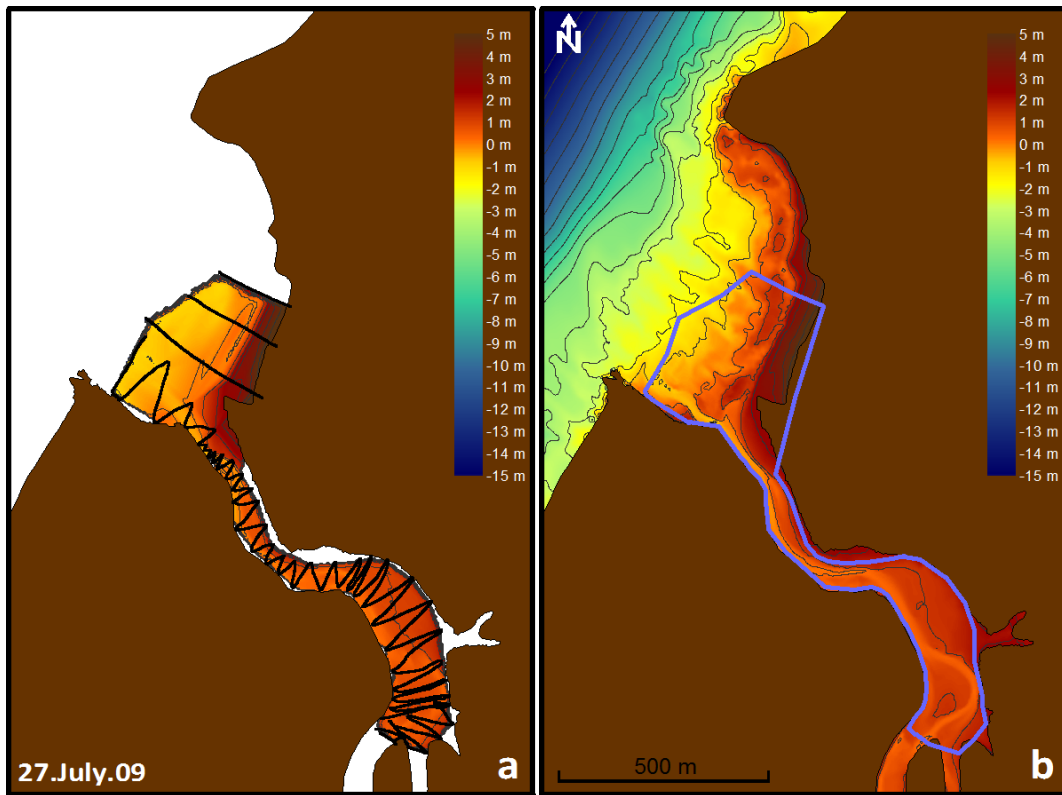 5 m
4 m
3 m
2 m
1 m
0 m
-1 m
-2 m
-3 m
-4 m
-5 m
-6 m
-7 m
-8 m
-9 m
-10 m
-11 m
-12 m
-13 m
-14 m
-15 m
27.July.09
a
N
5 m
4 m
3 m
2 m
1 m
0 m
-1 m
-2 m
-3 m
-4 m
-5 m
-6 m
-7 m
-8 m
-9 m
-10 m
-11 m
-12 m
-13 m
-14 m
-15 m
500 m
b